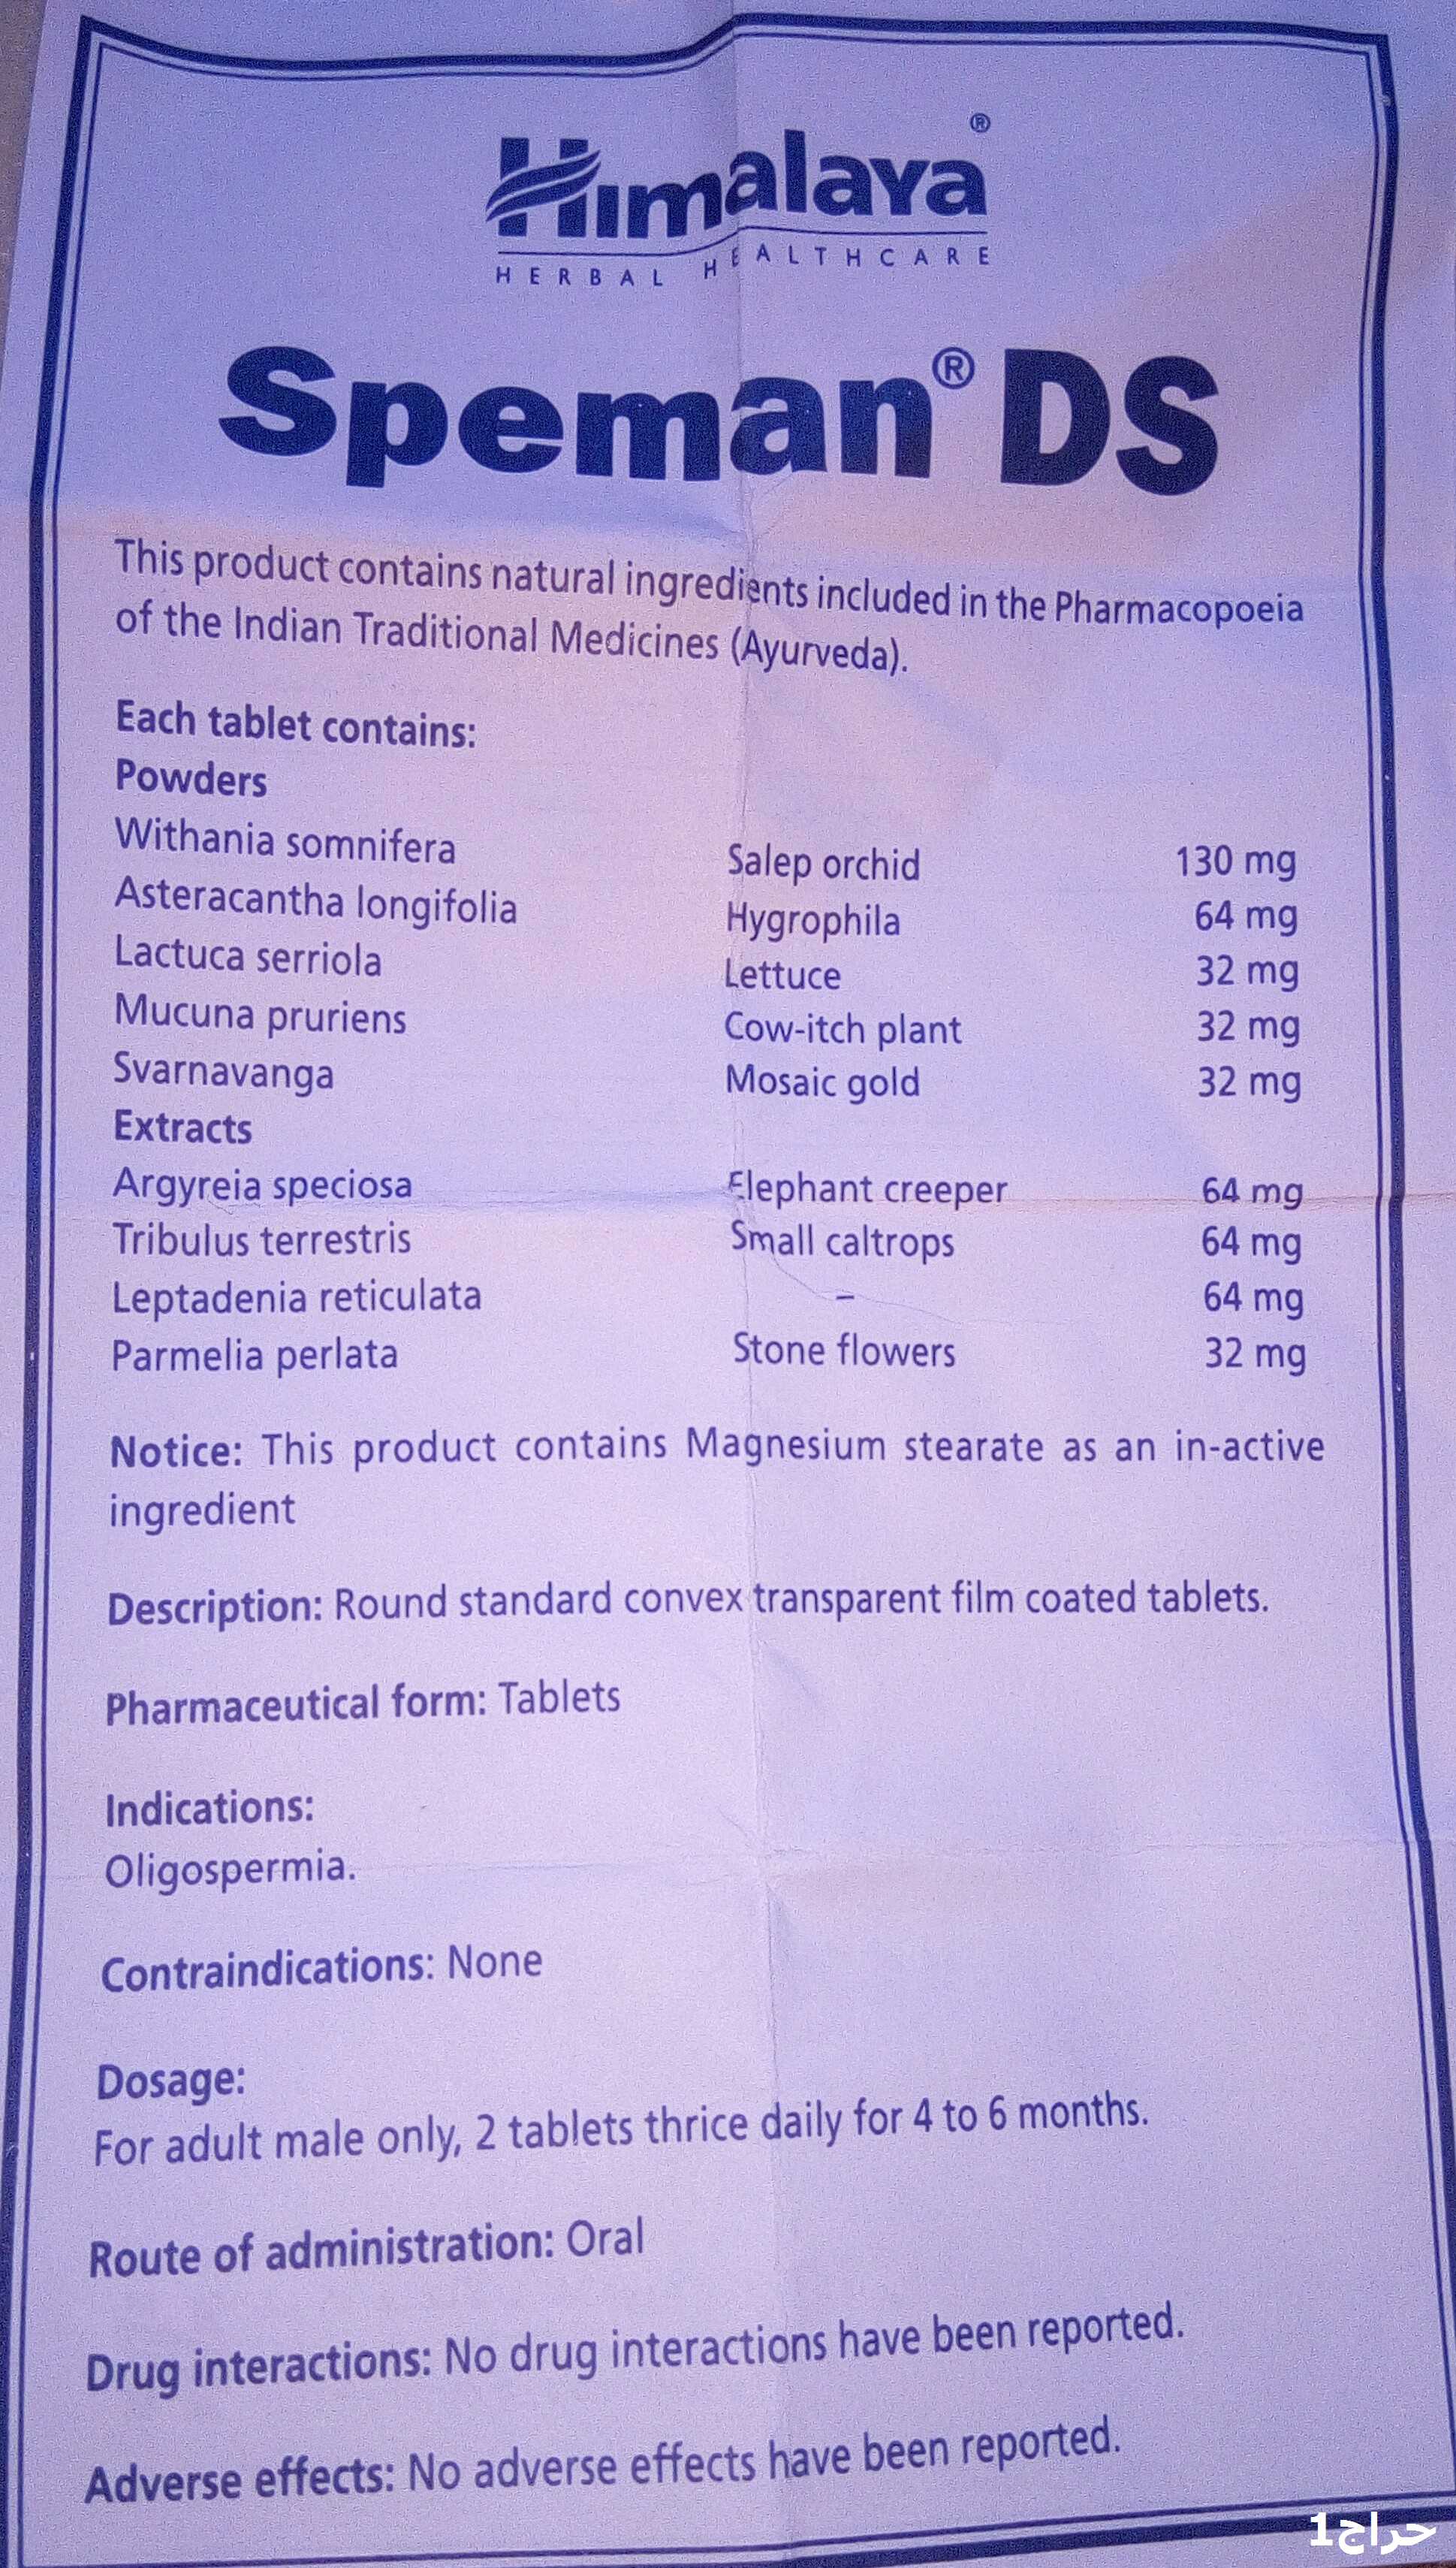 Himalaya®
HERBAL HEALTHCARE
Speman® DS
This product contains natural ingredients included in the Pharmacopoeia
of the Indian Traditional Medicines (Ayurveda).
Each tablet contains:
Powders
Withania somnifera Salep orchid 130 mg
Asteracantha longifolia Hygrophila 64 mg
Lactuca serriola Lettuce 32 mg
Mucuna pruriens Cow-itch plant 32 mg
Svarnavanga Mosaic gold 32 mg
Extracts
Argyreia speciosa Elephant creeper 64 mg
Tribulus terrestris Small caltrops 64 mg
Leptadenia reticulata – 64 mg
Parmelia perlata Stone flowers 32 mg
Notice: This product contains Magnesium stearate as an in-active
ingredient
Description: Round standard convex transparent film coated tablets.
Pharmaceutical form: Tablets
Indications:
Oligospermia.
Contraindications: None
Dosage:
For adult male only, 2 tablets thrice daily for 4 to 6 months.
Route of administration: Oral
Drug interactions: No drug interactions have been reported.
Adverse effects: No adverse effects have been reported.
حراج1